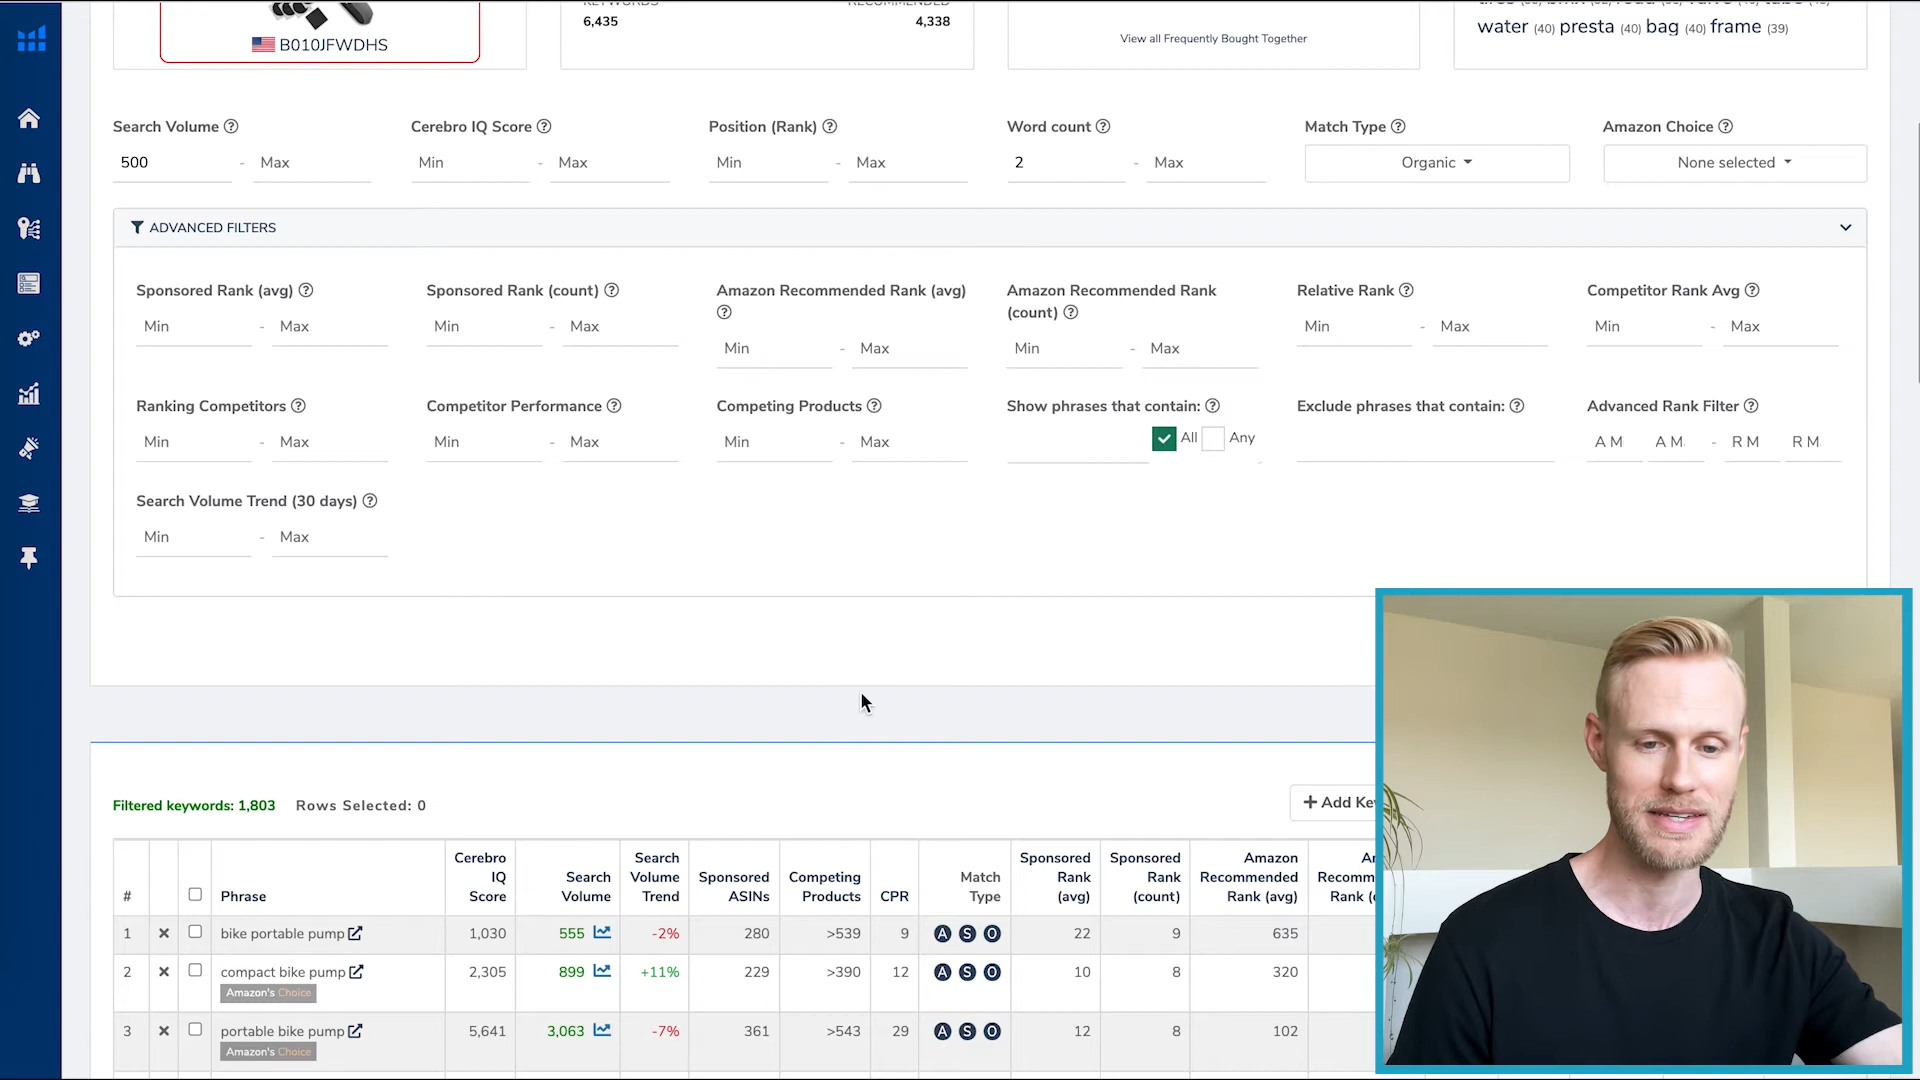 KEYWORDS
RECOMMENDED
6,435
4,338
B010JFWDHS
View all Frequently Bought Together
water (40) presta (40) bag (40) frame (39)
Search Volume
Cerebro IQ Score
Position (Rank)
Word count
Match Type
Amazon Choice
500 - Max
Min - Max
Min - Max
2 - Max
Organic
None selected
ADVANCED FILTERS
Sponsored Rank (avg)
Sponsored Rank (count)
Amazon Recommended Rank (avg)
Amazon Recommended Rank (count)
Relative Rank
Competitor Rank Avg
Min - Max
Min - Max
Min - Max
Min - Max
Min - Max
Min - Max
Ranking Competitors
Competitor Performance
Competing Products
Show phrases that contain:
Exclude phrases that contain:
Advanced Rank Filter
Min - Max
Min - Max
Min - Max
All Any
A M A M - R M R M
Search Volume Trend (30 days)
Min - Max
Filtered keywords: 1,803 Rows Selected: 0
+ Add Key
# Phrase Cerebro IQ Score Search Volume Search Volume Trend Sponsored ASINs Competing Products CPR Match Type Sponsored Rank (avg) Sponsored Rank (count) Amazon Recommended Rank (avg)
1 bike portable pump 1,030 555 -2% 280 >539 9 A S O 22 9 635
2 compact bike pump 2,305 899 +11% 229 >390 12 A S O 10 8 320
Amazon's Choice
3 portable bike pump 5,641 3,063 -7% 361 >543 29 A S O 12 8 102
Amazon's Choice